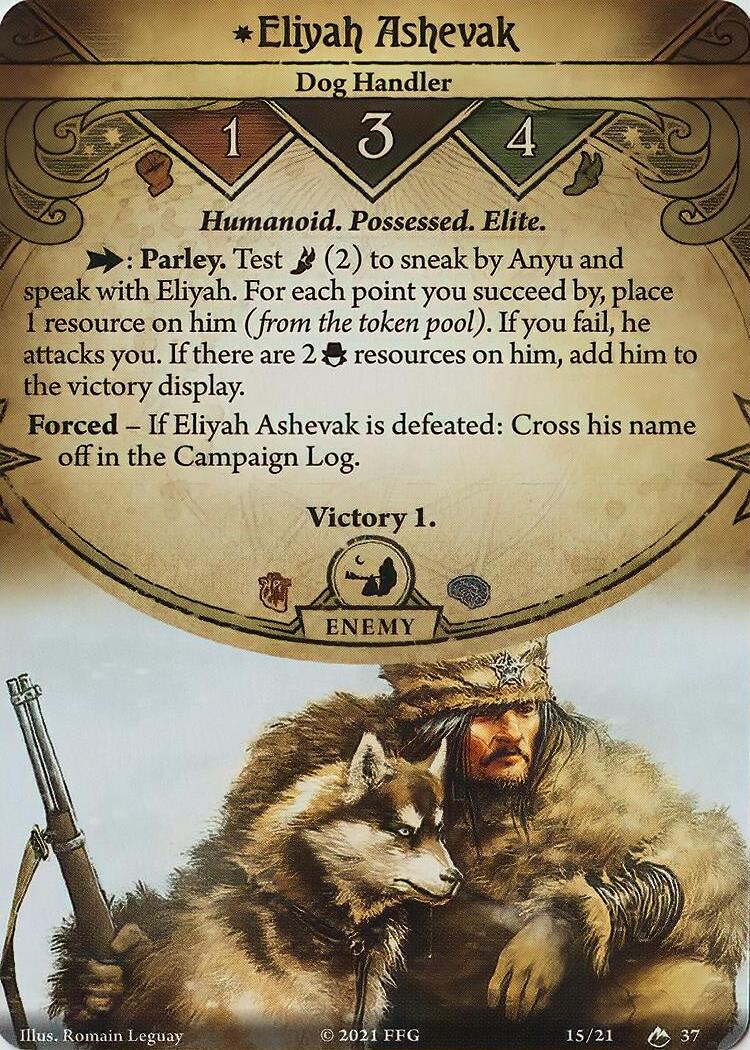 Eliyah Ashevak
Dog Handler
1 3 4
Humanoid. Possessed. Elite.
: Parley. Test (2) to sneak by Anyu and
speak with Eliyah. For each point you succeed by, place
1 resource on him (from the token pool). If you fail, he
attacks you. If there are 2 resources on him, add him to
the victory display.
Forced – If Eliyah Ashevak is defeated: Cross his name
off in the Campaign Log.
Victory 1.
ENEMY
Illus. Romain Leguay © 2021 FFG 15/21 37